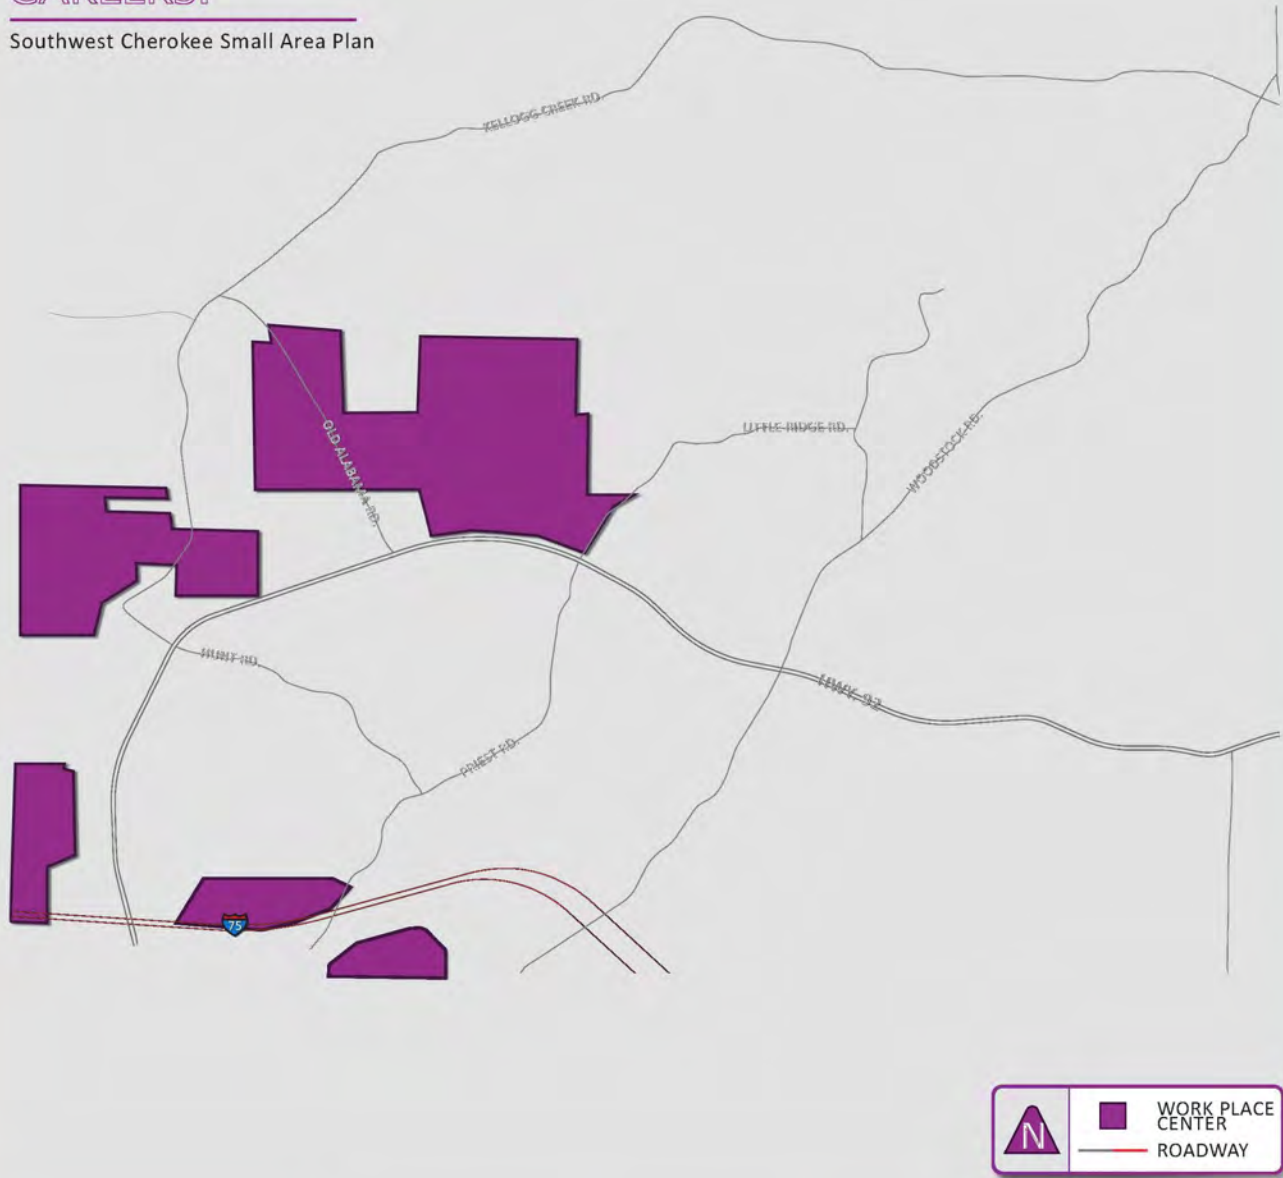 CAREERS!
Southwest Cherokee Small Area Plan
KELLOGG CREEK RD.
OLD ALABAMA RD.
LITTLE RIDGE RD.
WOODSTOCK RD.
HUNT RD.
HWY. 92
PRIEST RD.
75
N
WORK PLACE
CENTER
ROADWAY